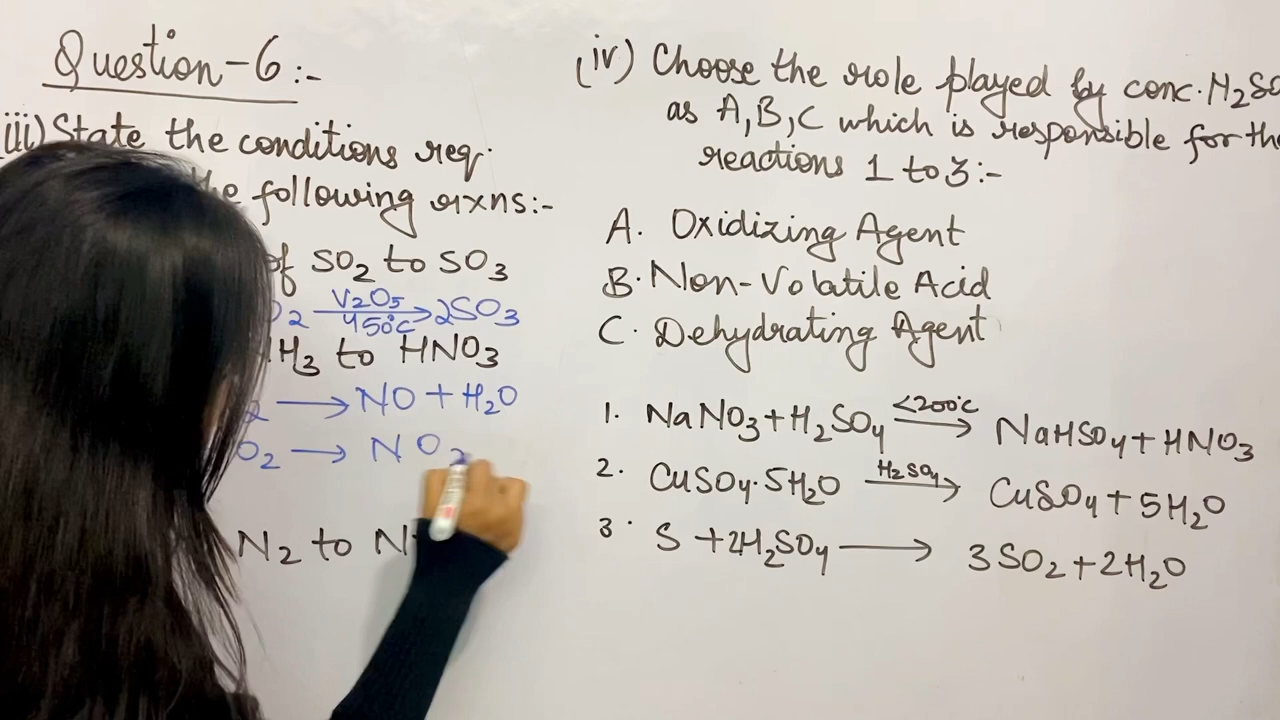 Question-6:-
(iii) State the conditions req.
following rxns:-
of SO2 to SO3
2 V2O5 450°C → 2SO3
H3 to HNO3
2 → NO + H2O
O2 → NO2
N2 to N
(iv) Choose the role played by conc. H2SO
as A, B, C which is responsible for the
reactions 1 to 3:-
A. Oxidizing Agent
B. Non-Volatile Acid
C. Dehydrating Agent
1. NaNO3 + H2SO4 <200°C → NaHSO4 + HNO3
2. CuSO4.5H2O H2SO4 → CuSO4 + 5H2O
3. S + 2H2SO4 → 3SO2 + 2H2O